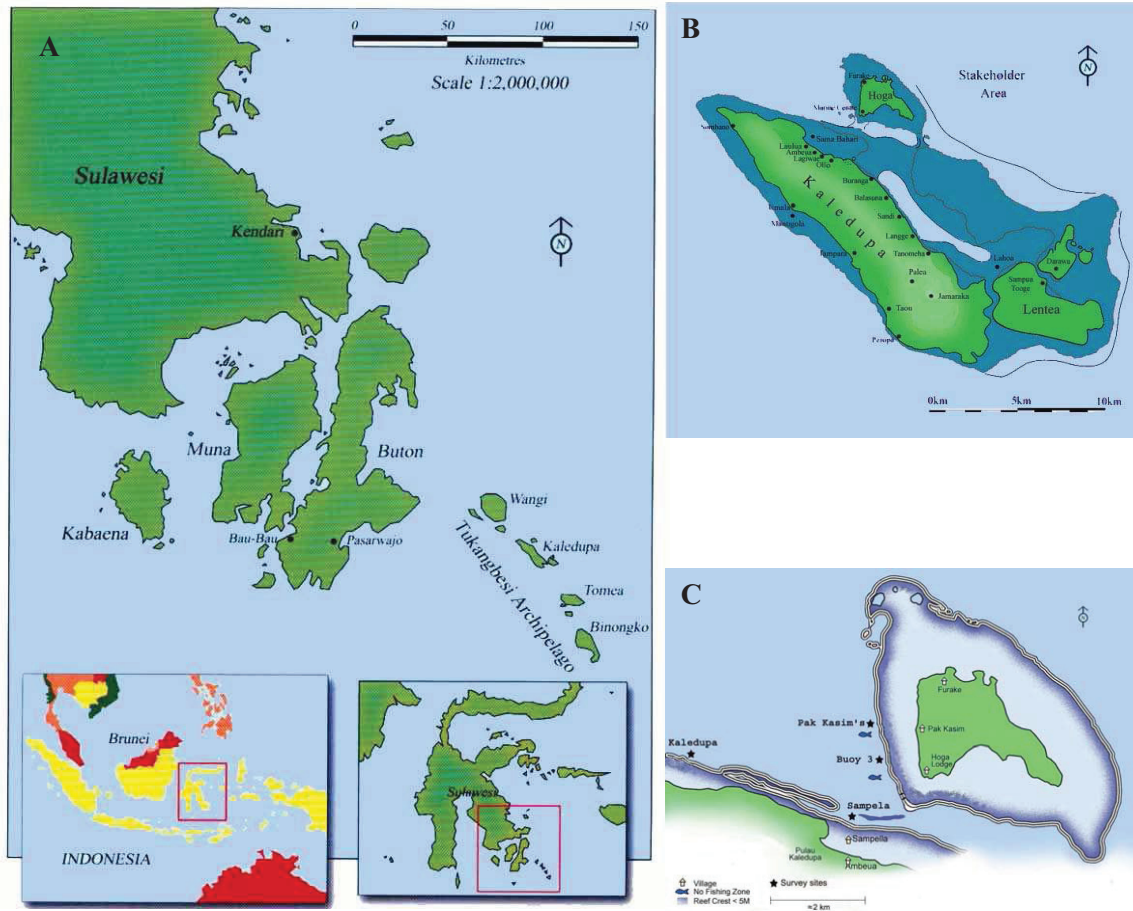 A
0 50 100 150
Kilometres
Scale 1:2,000,000
N
Sulawesi
Kendari
Muna
Buton
Kabaena
Bau-Bau
Pasarwajo
Wangi
Kaledupa
Tomea
Binongko
Tukangbesi Archipelago
Brunei
INDONESIA
Sulawesi
B
N
Stakeholder
Area
Furake
Hoga
Sama Bahari
Laulua
Ambeua
Lagiwae
Ollo
Buranga
Balasuna
Sandi
Langge
Tanomeha
Kaledupa
Palea
Jamaraka
Taou
Peropa
Lahoa
Darawa
Sampua
Tooge
Lentea
0km 5km 10km
C
Furake
Pak Kasim's
Pak Kasim
Kaledupa
Buoy 3
Hoga
Lodge
Sampela
Sampella
Pulau
Kaledupa
Ambeua
Village
No Fishing Zone
Reef Crest < 5M
Survey sites
≈2 km